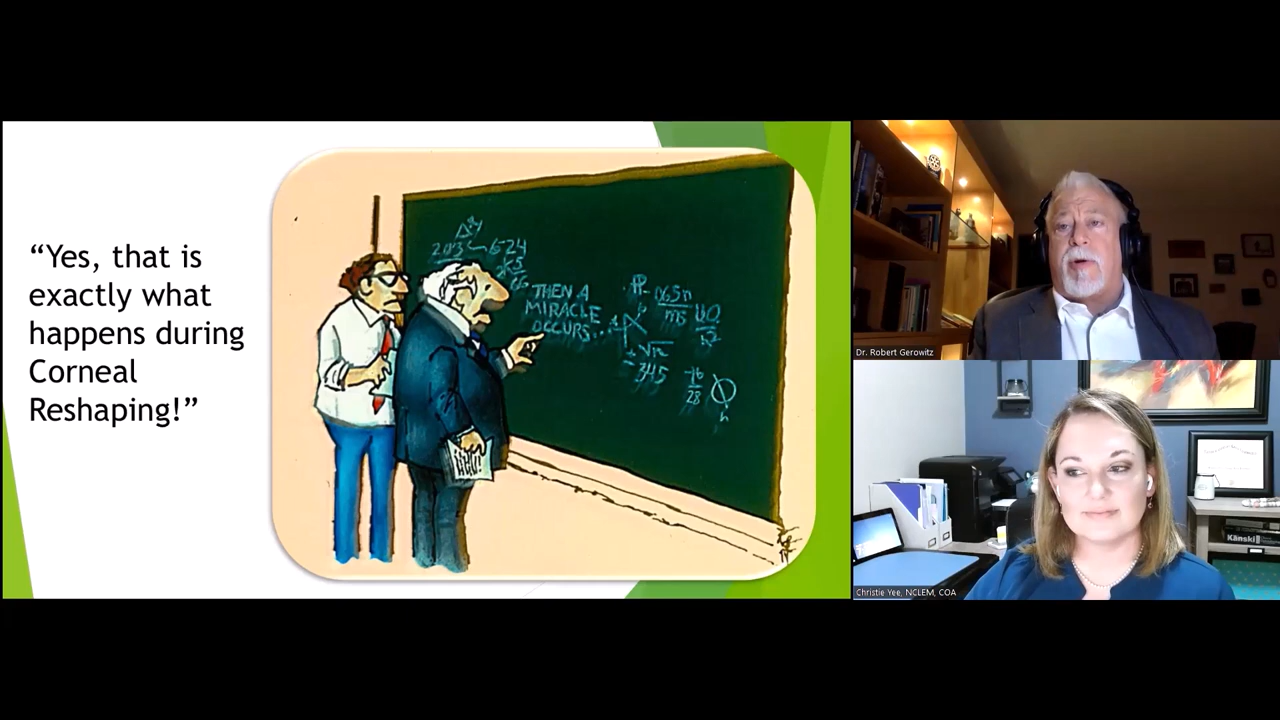 “Yes, that is
exactly what
happens during
Corneal
Reshaping!”
THEN A
MIRACLE
OCCURS...
Dr. Robert Gerowitz
Christie Yee, NCLEM, COA
Kanski